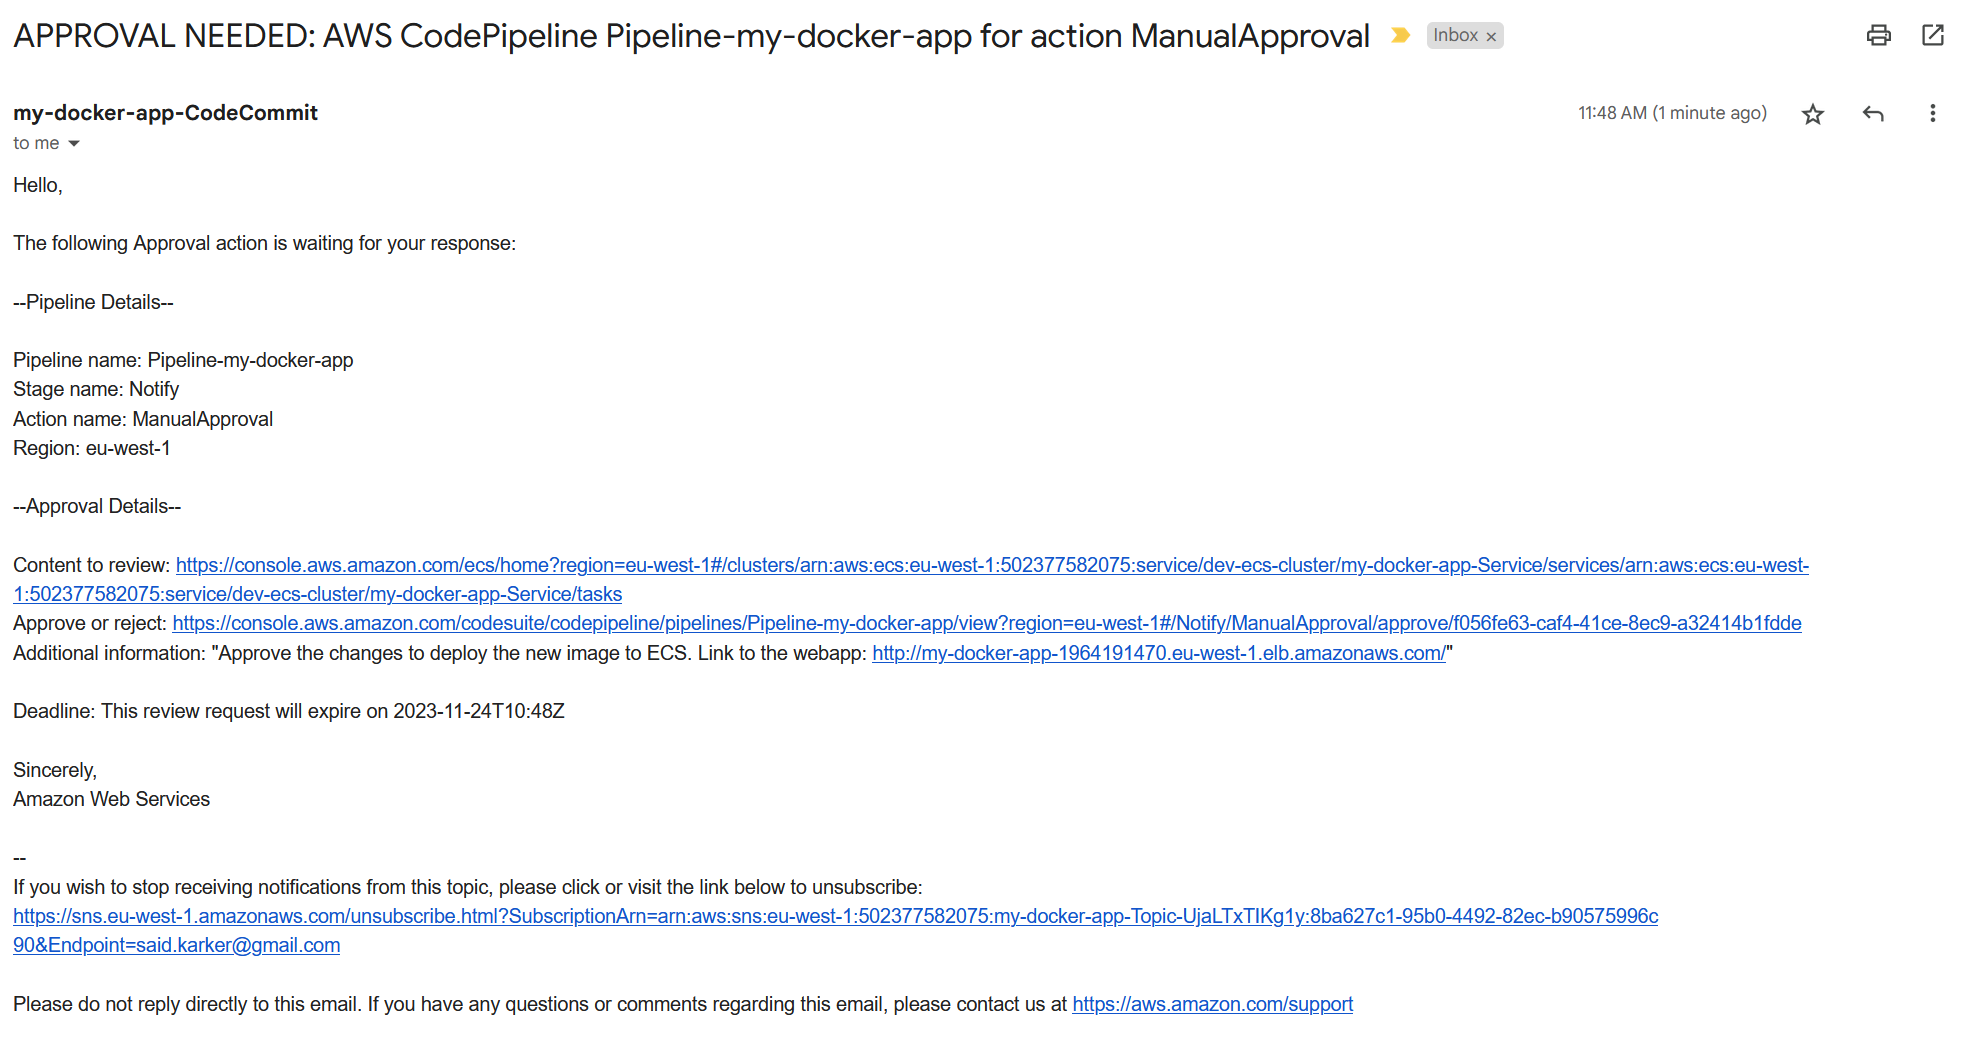 APPROVAL NEEDED: AWS CodePipeline Pipeline-my-docker-app for action ManualApproval Inbox ×
my-docker-app-CodeCommit 11:48 AM (1 minute ago)
to me
Hello,
The following Approval action is waiting for your response:
--Pipeline Details--
Pipeline name: Pipeline-my-docker-app
Stage name: Notify
Action name: ManualApproval
Region: eu-west-1
--Approval Details--
Content to review: https://console.aws.amazon.com/ecs/home?region=eu-west-1#/clusters/arn:aws:ecs:eu-west-1:502377582075:service/dev-ecs-cluster/my-docker-app-Service/services/arn:aws:ecs:eu-west-
1:502377582075:service/dev-ecs-cluster/my-docker-app-Service/tasks
Approve or reject: https://console.aws.amazon.com/codesuite/codepipeline/pipelines/Pipeline-my-docker-app/view?region=eu-west-1#/Notify/ManualApproval/approve/f056fe63-caf4-41ce-8ec9-a32414b1fdde
Additional information: "Approve the changes to deploy the new image to ECS. Link to the webapp: http://my-docker-app-1964191470.eu-west-1.elb.amazonaws.com/"
Deadline: This review request will expire on 2023-11-24T10:48Z
Sincerely,
Amazon Web Services
--
If you wish to stop receiving notifications from this topic, please click or visit the link below to unsubscribe:
https://sns.eu-west-1.amazonaws.com/unsubscribe.html?SubscriptionArn=arn:aws:sns:eu-west-1:502377582075:my-docker-app-Topic-UjaLTxTIKg1y:8ba627c1-95b0-4492-82ec-b90575996c
90&Endpoint=said.karker@gmail.com
Please do not reply directly to this email. If you have any questions or comments regarding this email, please contact us at https://aws.amazon.com/support